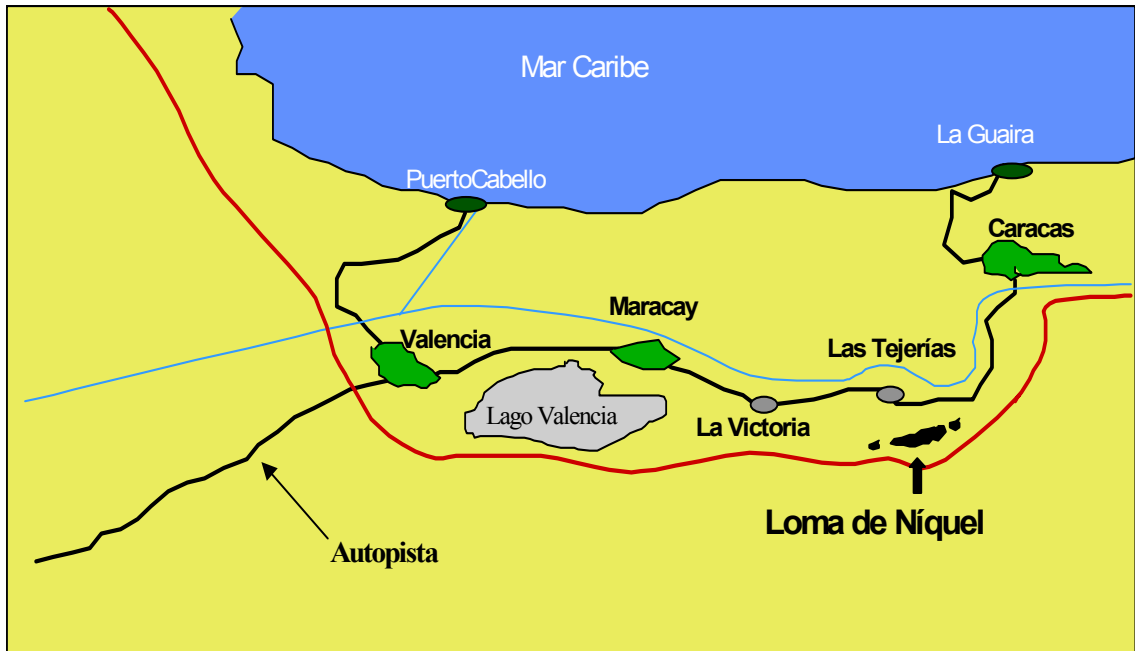 Mar Caribe
La Guaira
PuertoCabello
Caracas
Maracay
Valencia
Las Tejerías
Lago Valencia
La Victoria
Loma de Níquel
Autopista